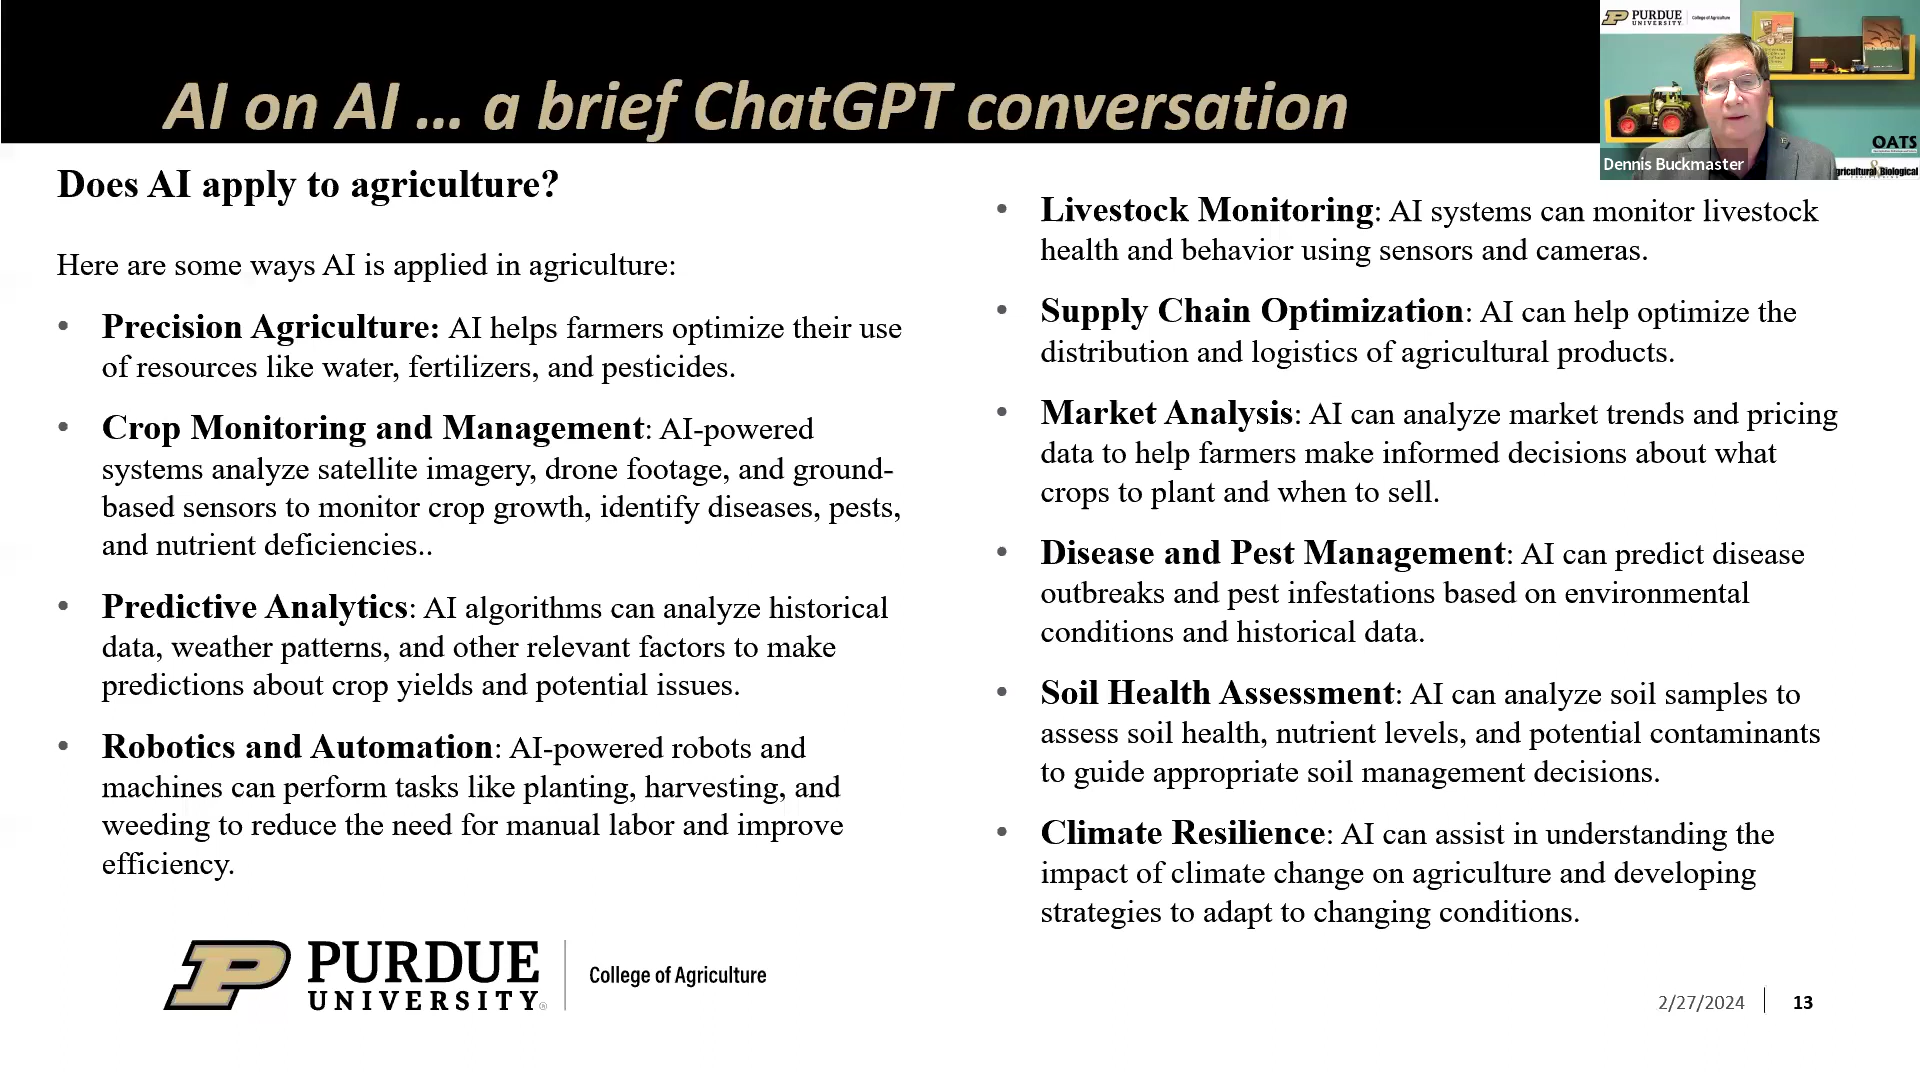 AI on AI … a brief ChatGPT conversation
PURDUE
UNIVERSITY
College of Agriculture
OATS
Dennis Buckmaster
gricultural & Biological
Does AI apply to agriculture?
Here are some ways AI is applied in agriculture:
• Precision Agriculture: AI helps farmers optimize their use
of resources like water, fertilizers, and pesticides.
• Crop Monitoring and Management: AI-powered
systems analyze satellite imagery, drone footage, and ground-
based sensors to monitor crop growth, identify diseases, pests,
and nutrient deficiencies..
• Predictive Analytics: AI algorithms can analyze historical
data, weather patterns, and other relevant factors to make
predictions about crop yields and potential issues.
• Robotics and Automation: AI-powered robots and
machines can perform tasks like planting, harvesting, and
weeding to reduce the need for manual labor and improve
efficiency.
• Livestock Monitoring: AI systems can monitor livestock
health and behavior using sensors and cameras.
• Supply Chain Optimization: AI can help optimize the
distribution and logistics of agricultural products.
• Market Analysis: AI can analyze market trends and pricing
data to help farmers make informed decisions about what
crops to plant and when to sell.
• Disease and Pest Management: AI can predict disease
outbreaks and pest infestations based on environmental
conditions and historical data.
• Soil Health Assessment: AI can analyze soil samples to
assess soil health, nutrient levels, and potential contaminants
to guide appropriate soil management decisions.
• Climate Resilience: AI can assist in understanding the
impact of climate change on agriculture and developing
strategies to adapt to changing conditions.
P PURDUE
UNIVERSITY®
College of Agriculture
2/27/2024 13